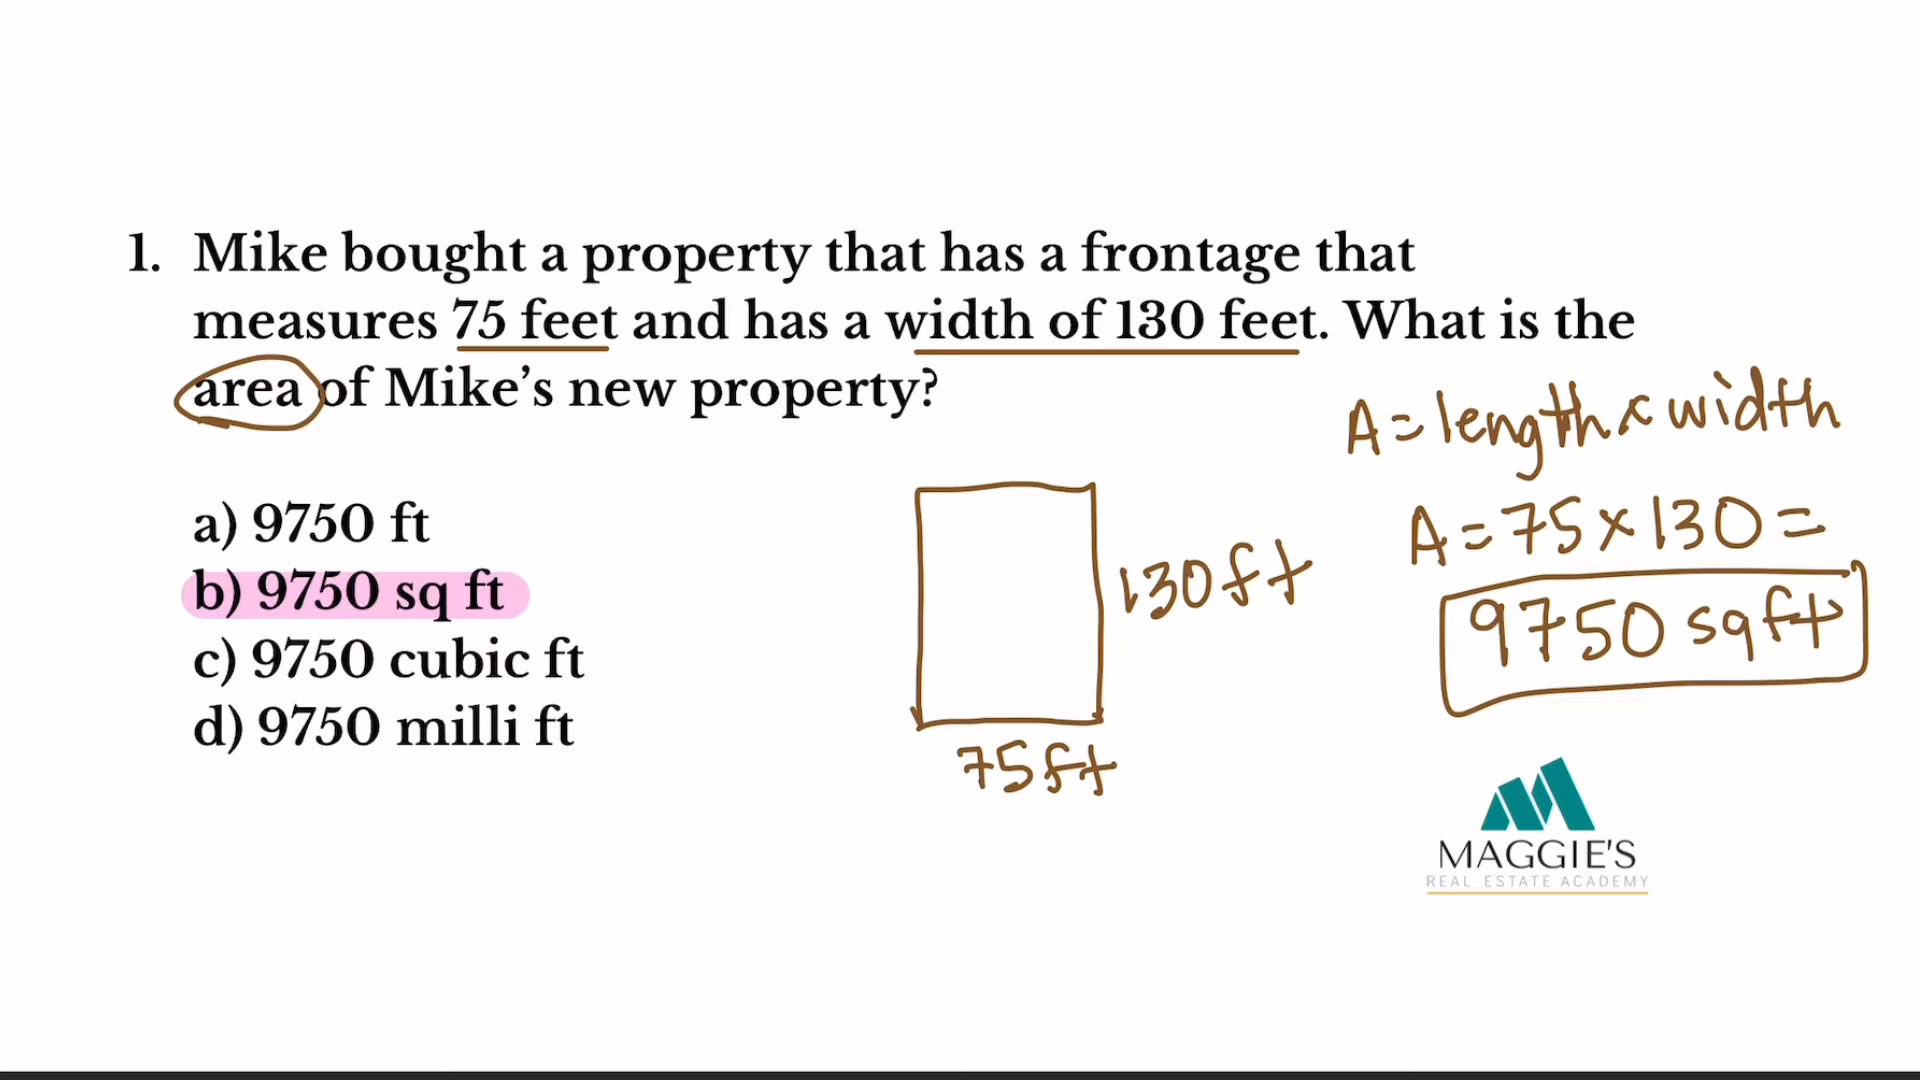 1. Mike bought a property that has a frontage that
measures 75 feet and has a width of 130 feet. What is the
area of Mike's new property?
A = length x width
a) 9750 ft
A = 75 x 130 =
b) 9750 sq ft
130 ft
9750 sq ft
c) 9750 cubic ft
d) 9750 milli ft
75 ft
MAGGIE'S
REAL ESTATE ACADEMY